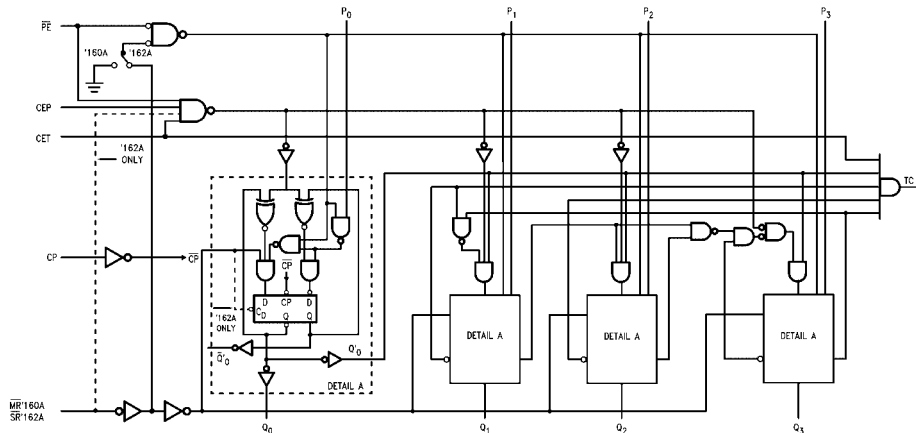 P0
P1
P2
P3
PE
'160A
'162A
CEP
CET
'162A
ONLY
TC
CP
CP
CP
D
CP
D
CD
Q
Q
'162A
ONLY
Q'0
Q'0
DETAIL A
DETAIL A
DETAIL A
DETAIL A
MR'160A
SR'162A
Q0
Q1
Q2
Q3